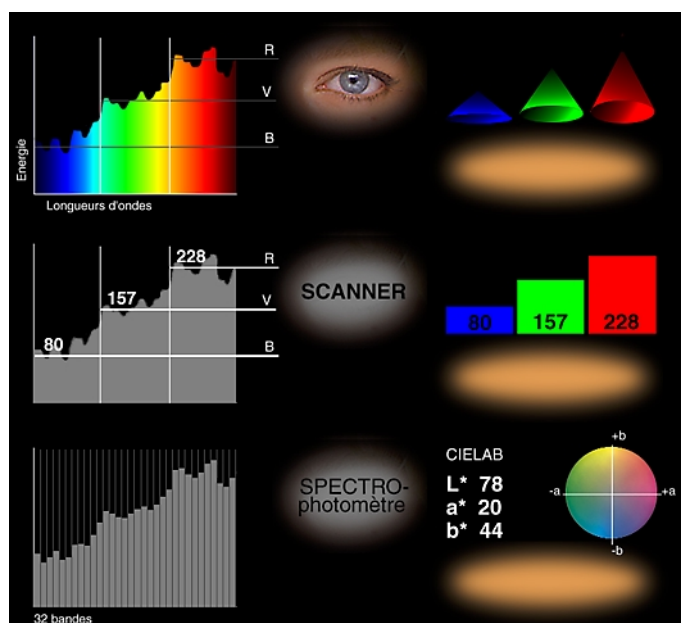 R
V
B
Energie
Longueurs d'ondes
228
157
80
R
V
B
SCANNER
80
157
228
32 bandes
SPECTRO-
photomètre
CIELAB
L* 78
a* 20
b* 44
+b
-a
+a
-b